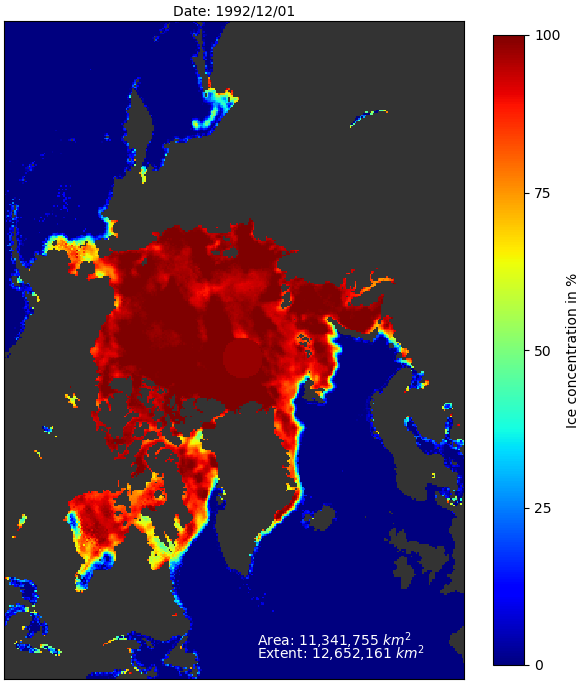 Date: 1992/12/01
100
75
50
25
0
Ice concentration in %
Area: 11,341,755 km²
Extent: 12,652,161 km²